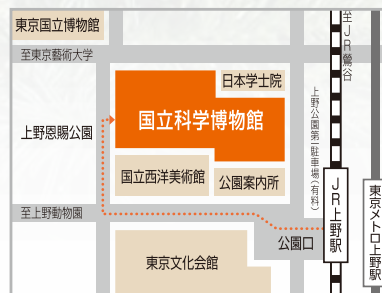 東京国立博物館
至JR鶯谷
至東京藝術大学
日本学士院
国立科学博物館
上野公園第一駐車場(有料)
上野恩賜公園
国立西洋美術館
公園案内所
JR上野駅
東京メトロ上野駅
至上野動物園
公園口
東京文化会館